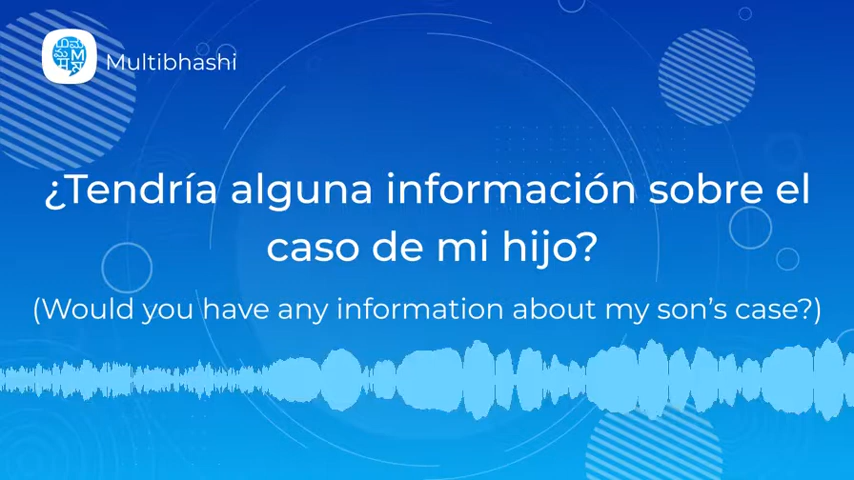 Multibhashi
¿Tendría alguna información sobre el
caso de mi hijo?
(Would you have any information about my son’s case?)